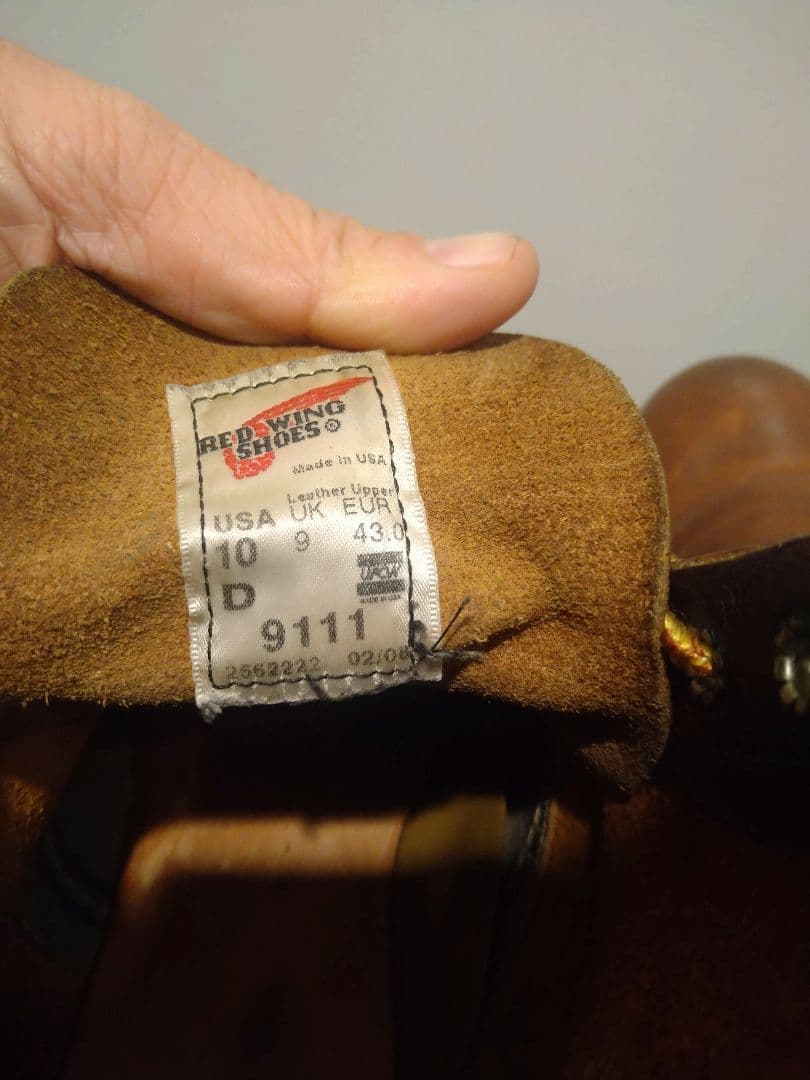 RED WING
SHOES®
Made in USA
Leather Upper
USA UK EUR
10 9 43.0
D
9111
2562222 02/08